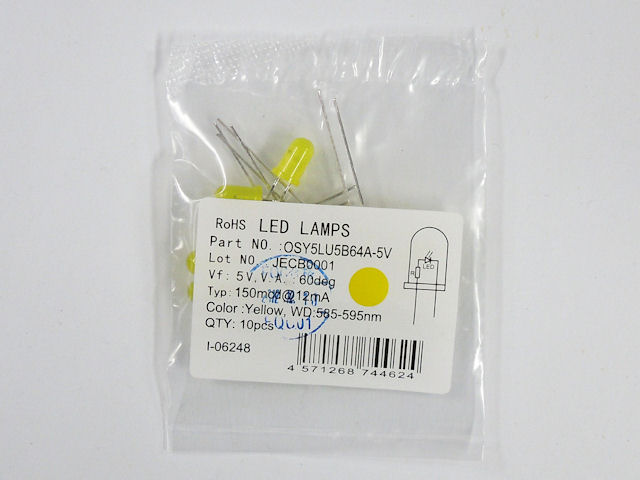 RoHS LED LAMPS
Part NO.:OSY5LU5B64A-5V
Lot NO. :JECB0001
Vf: 5V, V.A.: 60deg
Typ: 150mcd@12mA
Color :Yellow, WD:585-595nm
QTY: 10pcs
I-06248
4 571268 744624
LED
R